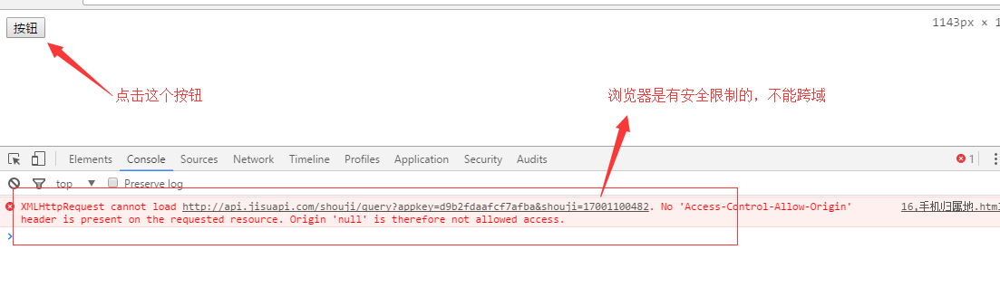 按钮
1143px × 1
点击这个按钮
浏览器是有安全限制的，不能跨域
Elements Console Sources Network Timeline Profiles Application Security Audits
1
top ▼ Preserve log
XMLHttpRequest cannot load http://api.jisuapi.com/shouji/query?appkey=d9b2fdaafcf7afba&shouji=17001100482. No 'Access-Control-Allow-Origin' 16,手机归属地.html
header is present on the requested resource. Origin 'null' is therefore not allowed access.